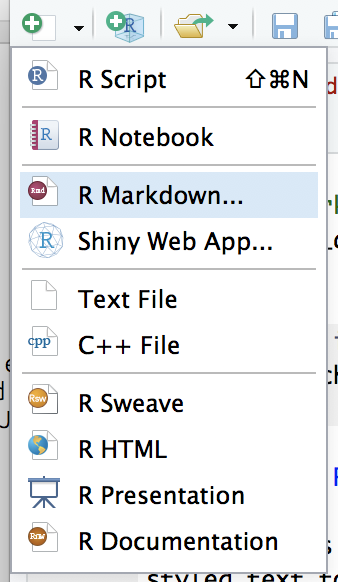 R Script ⇧⌘N
R Notebook
R Markdown...
Shiny Web App...
Text File
C++ File
R Sweave
R HTML
R Presentation
R Documentation